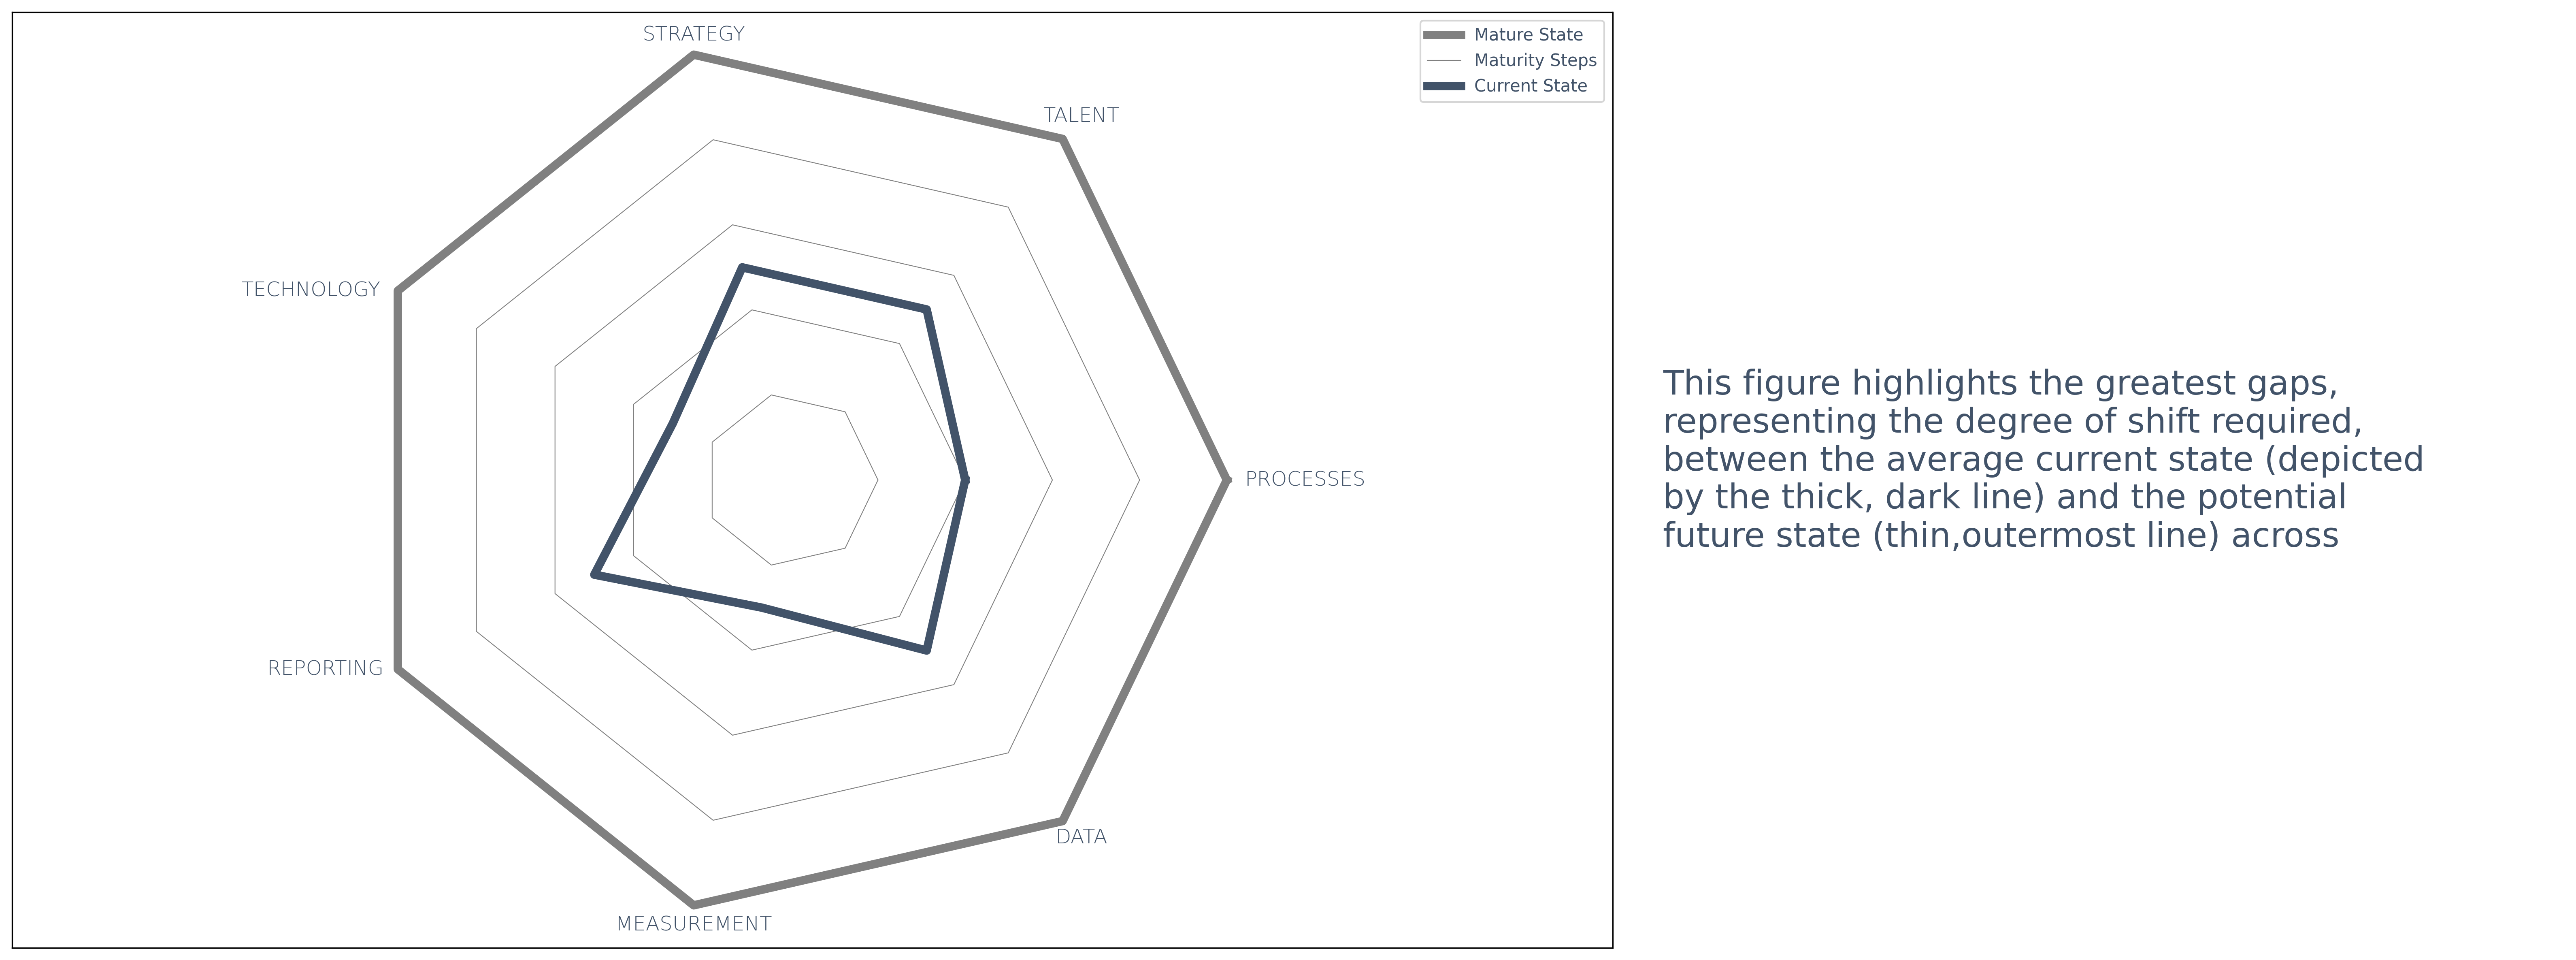 STRATEGY
Mature State
Maturity Steps
Current State
TALENT
TECHNOLOGY
PROCESSES
REPORTING
DATA
MEASUREMENT
This figure highlights the greatest gaps,
representing the degree of shift required,
between the average current state (depicted
by the thick, dark line) and the potential
future state (thin,outermost line) across